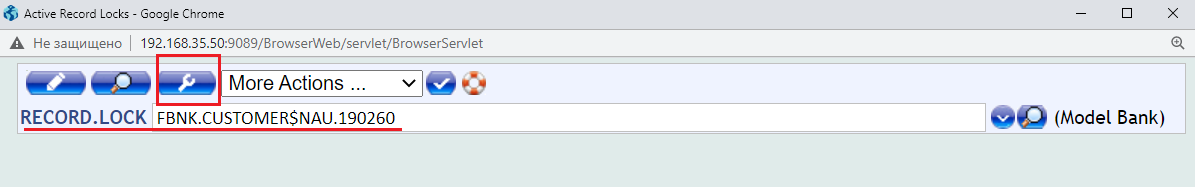 Active Record Locks - Google Chrome
Не защищено | 192.168.35.50:9089/BrowserWeb/servlet/BrowserServlet
More Actions ...
RECORD.LOCK FBNK.CUSTOMER$NAU.190260 (Model Bank)